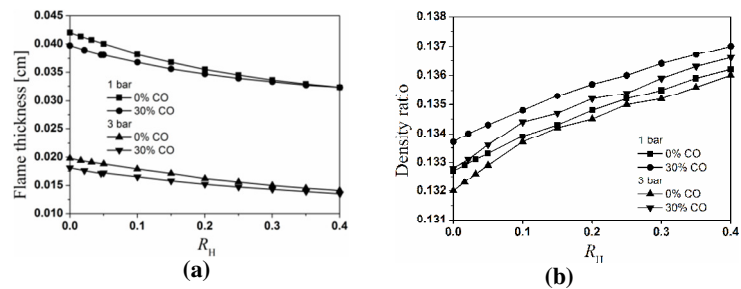 Flame thickness [cm]
0.045
0.040
0.035
0.030
0.025
0.020
0.015
0.010
1 bar
0% CO
30% CO
3 bar
0% CO
30% CO
0.0 0.1 0.2 0.3 0.4
R_H
(a)
Density ratio
0.138
0.137
0.136
0.135
0.134
0.133
0.132
0.131
1 bar
0% CO
30% CO
3 bar
0% CO
30% CO
0.0 0.1 0.2 0.3 0.4
R_H
(b)